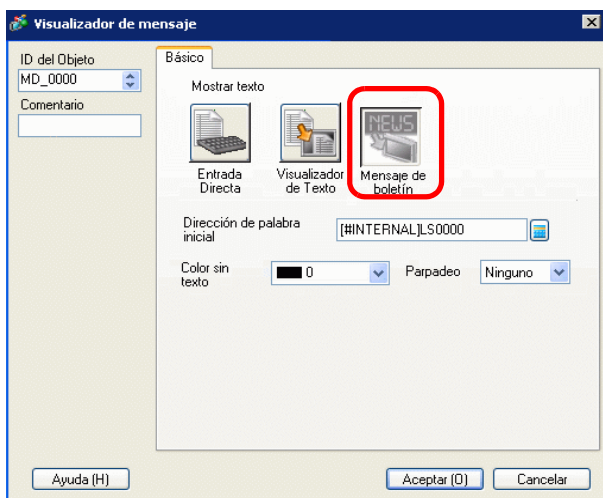 Visualizador de mensaje
ID del Objeto
MD_0000
Comentario
Básico
Mostrar texto
Entrada
Directa
Visualizador
de Texto
NEWS
Mensaje de
boletín
Dirección de palabra
inicial
[#INTERNAL]LS0000
Color sin
texto
0
Parpadeo
Ninguno
Ayuda (H)
Aceptar (O)
Cancelar